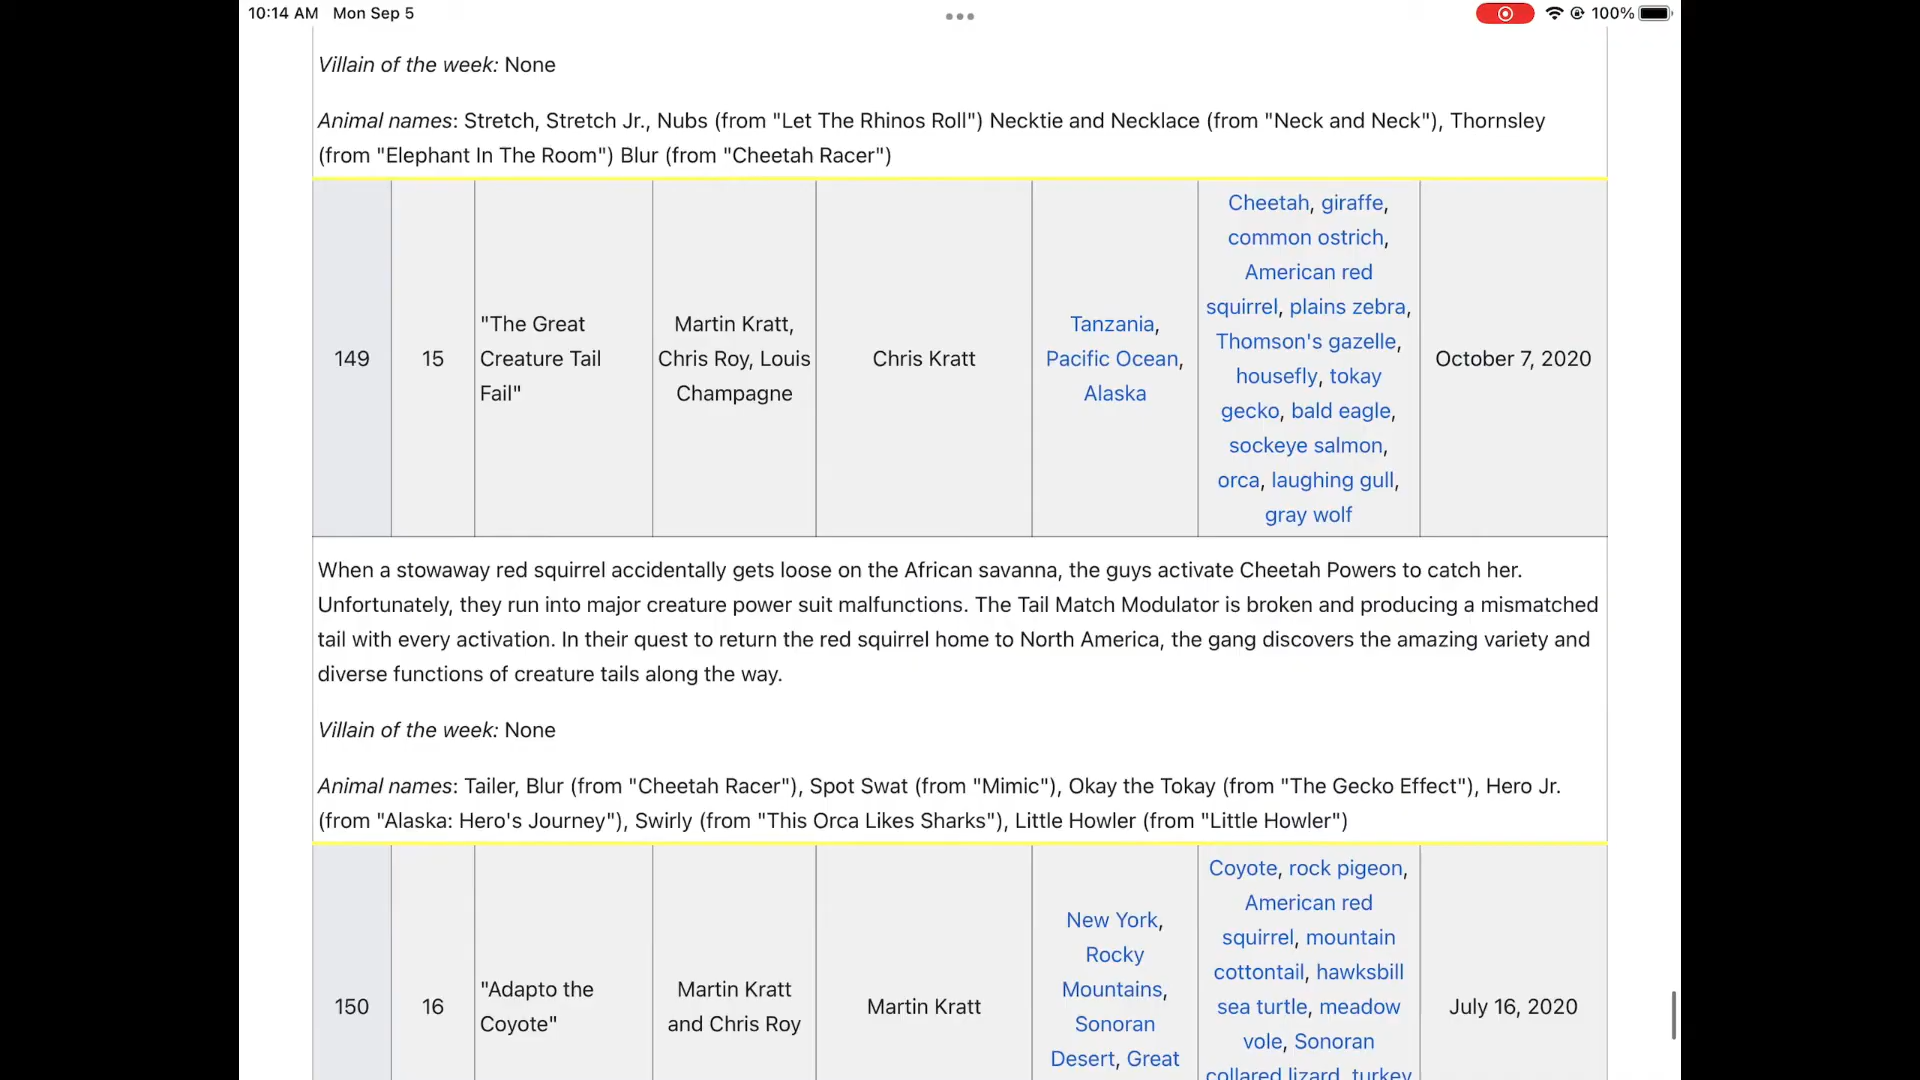 10:14 AM Mon Sep 5
100%
Villain of the week: None
Animal names: Stretch, Stretch Jr., Nubs (from "Let The Rhinos Roll") Necktie and Necklace (from "Neck and Neck"), Thornsley
(from "Elephant In The Room") Blur (from "Cheetah Racer")
149
15
"The Great
Creature Tail
Fail"
Martin Kratt,
Chris Roy, Louis
Champagne
Chris Kratt
Tanzania,
Pacific Ocean,
Alaska
Cheetah, giraffe,
common ostrich,
American red
squirrel, plains zebra,
Thomson's gazelle,
housefly, tokay
gecko, bald eagle,
sockeye salmon,
orca, laughing gull,
gray wolf
October 7, 2020
When a stowaway red squirrel accidentally gets loose on the African savanna, the guys activate Cheetah Powers to catch her.
Unfortunately, they run into major creature power suit malfunctions. The Tail Match Modulator is broken and producing a mismatched
tail with every activation. In their quest to return the red squirrel home to North America, the gang discovers the amazing variety and
diverse functions of creature tails along the way.
Villain of the week: None
Animal names: Tailer, Blur (from "Cheetah Racer"), Spot Swat (from "Mimic"), Okay the Tokay (from "The Gecko Effect"), Hero Jr.
(from "Alaska: Hero's Journey"), Swirly (from "This Orca Likes Sharks"), Little Howler (from "Little Howler")
150
16
"Adapto the
Coyote"
Martin Kratt
and Chris Roy
Martin Kratt
New York,
Rocky
Mountains,
Sonoran
Desert, Great
Coyote, rock pigeon,
American red
squirrel, mountain
cottontail, hawksbill
sea turtle, meadow
vole, Sonoran
collared lizard, turkey
July 16, 2020